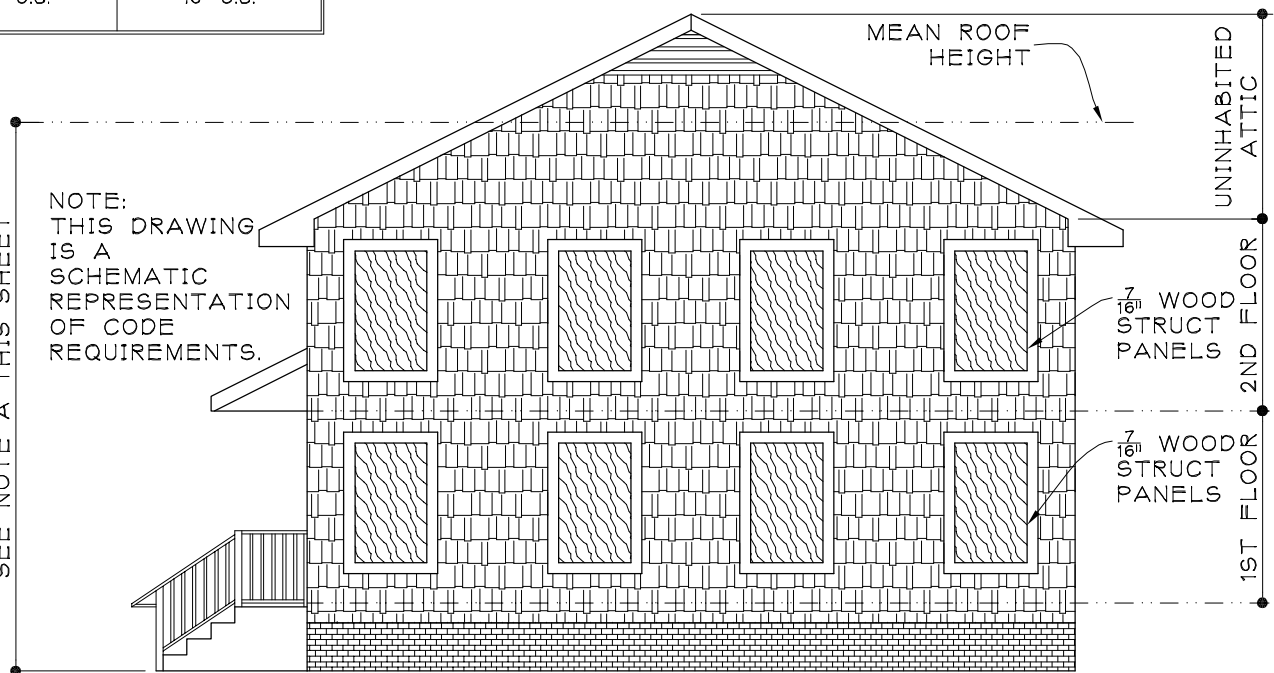 MEAN ROOF
HEIGHT
UNINHABITED
ATTIC
NOTE:
THIS DRAWING
IS A
SCHEMATIC
REPRESENTATION
OF CODE
REQUIREMENTS.
SEE NOTE A THIS SHEET
7/16" WOOD
STRUCT
PANELS
2ND FLOOR
7/16" WOOD
STRUCT
PANELS
1ST FLOOR